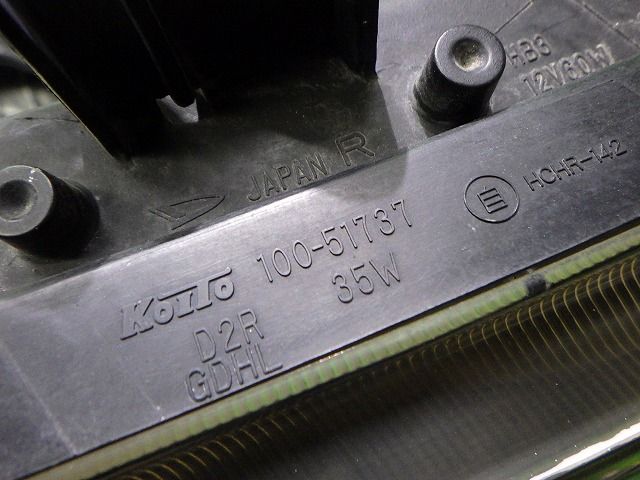 HB3
12V60W
JAPAN R
HCHR-142
KOITO 100-51737
D2R 35W
GDHL